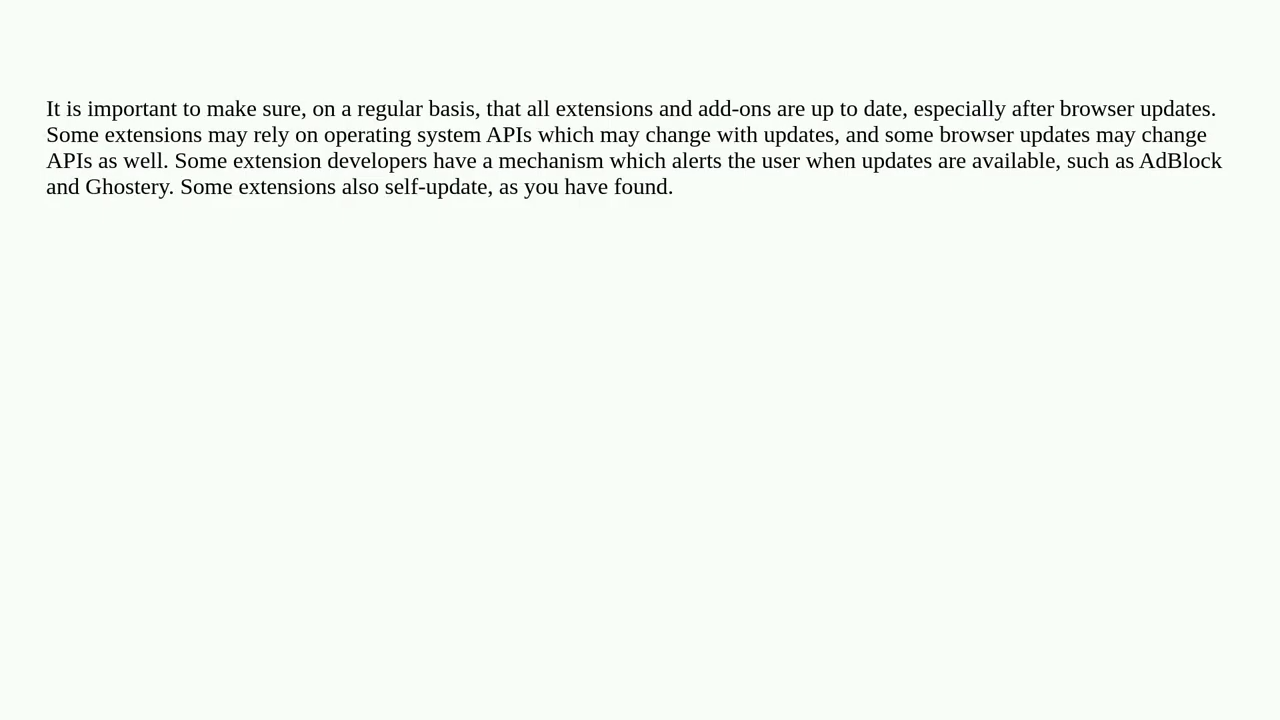 It is important to make sure, on a regular basis, that all extensions and add-ons are up to date, especially after browser updates.
Some extensions may rely on operating system APIs which may change with updates, and some browser updates may change
APIs as well. Some extension developers have a mechanism which alerts the user when updates are available, such as AdBlock
and Ghostery. Some extensions also self-update, as you have found.